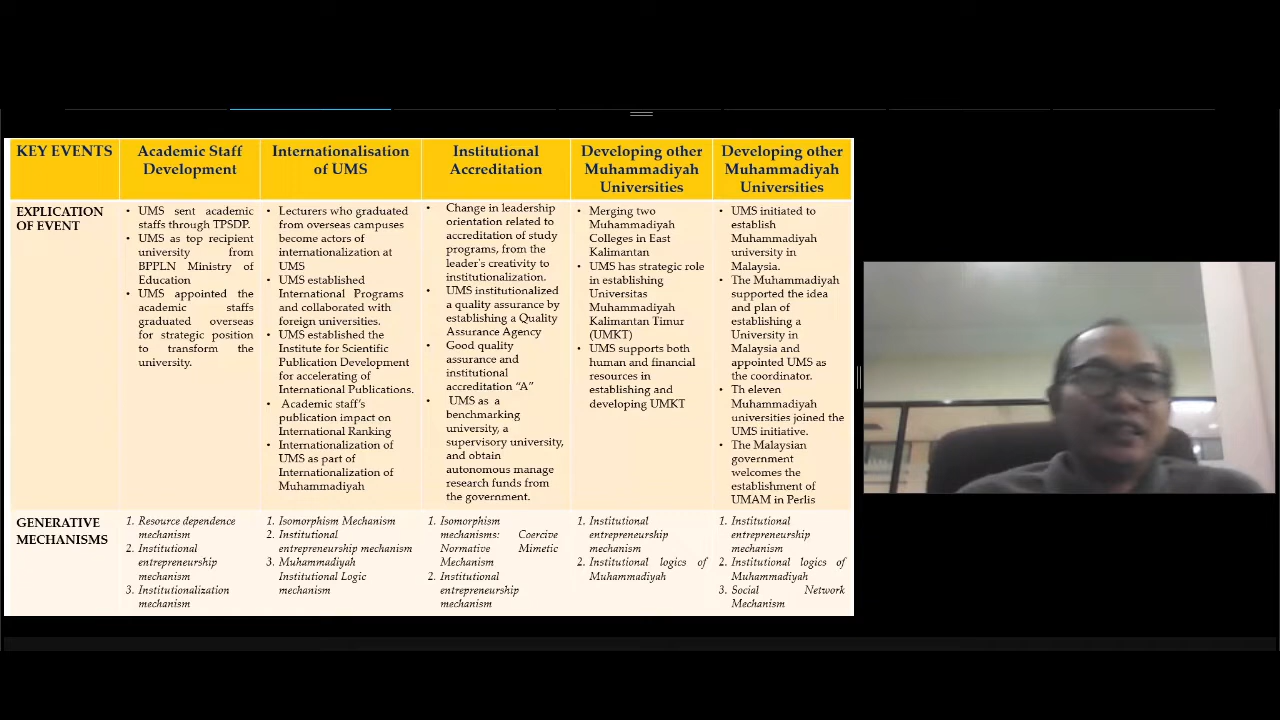 KEY EVENTS
Academic Staff
Development
Internationalisation
of UMS
Institutional
Accreditation
Developing other
Muhammadiyah
Universities
Developing other
Muhammadiyah
Universities
EXPLICATION
OF EVENT
• UMS sent academic
staffs through TPSDP.
• UMS as top recipient
university from
BPPLN Ministry of
Education
• UMS appointed the
academic staffs
graduated overseas
for strategic position
to transform the
university.
• Lecturers who graduated
from overseas campuses
become actors of
internationalization at
UMS
• UMS established
International Programs
and collaborated with
foreign universities.
• UMS established the
Institute for Scientific
Publication Development
for accelerating of
International Publications.
• Academic staff's
publication impact on
International Ranking
• Internationalization of
UMS as part of
Internationalization of
Muhammadiyah
• Change in leadership
orientation related to
accreditation of study
programs, from the
leader's creativity to
institutionalization.
• UMS institutionalized
a quality assurance by
establishing a Quality
Assurance Agency
• Good quality
assurance and
institutional
accreditation "A"
• UMS as a
benchmarking
university, a
supervisory university,
and obtain
autonomous manage
research funds from
the government.
• Merging two
Muhammadiyah
Colleges in East
Kalimantan
• UMS has strategic role
in establishing
Universitas
Muhammadiyah
Kalimantan Timur
(UMKT)
• UMS supports both
human and financial
resources in
establishing and
developing UMKT
• UMS initiated to
establish
Muhammadiyah
university in
Malaysia.
• The Muhammadiyah
supported the idea
and plan of
establishing a
University in
Malaysia and
appointed UMS as
the coordinator.
• Th eleven
Muhammadiyah
universities joined the
UMS initiative.
• The Malaysian
government
welcomes the
establishment of
UMAM in Perlis
GENERATIVE
MECHANISMS
1. Resource dependence
mechanism
2. Institutional
entrepreneurship
mechanism
3. Institutionalization
mechanism
1. Isomorphism Mechanism
2. Institutional
entrepreneurship mechanism
3. Muhammadiyah
Institutional Logic
mechanism
1. Isomorphism
mechanisms: Coercive
Normative Mimetic
Mechanism
2. Institutional
entrepreneurship
mechanism
1. Institutional
entrepreneurship
mechanism
2. Institutional logics of
Muhammadiyah
1. Institutional
entrepreneurship
mechanism
2. Institutional logics of
Muhammadiyah
3. Social Network
Mechanism